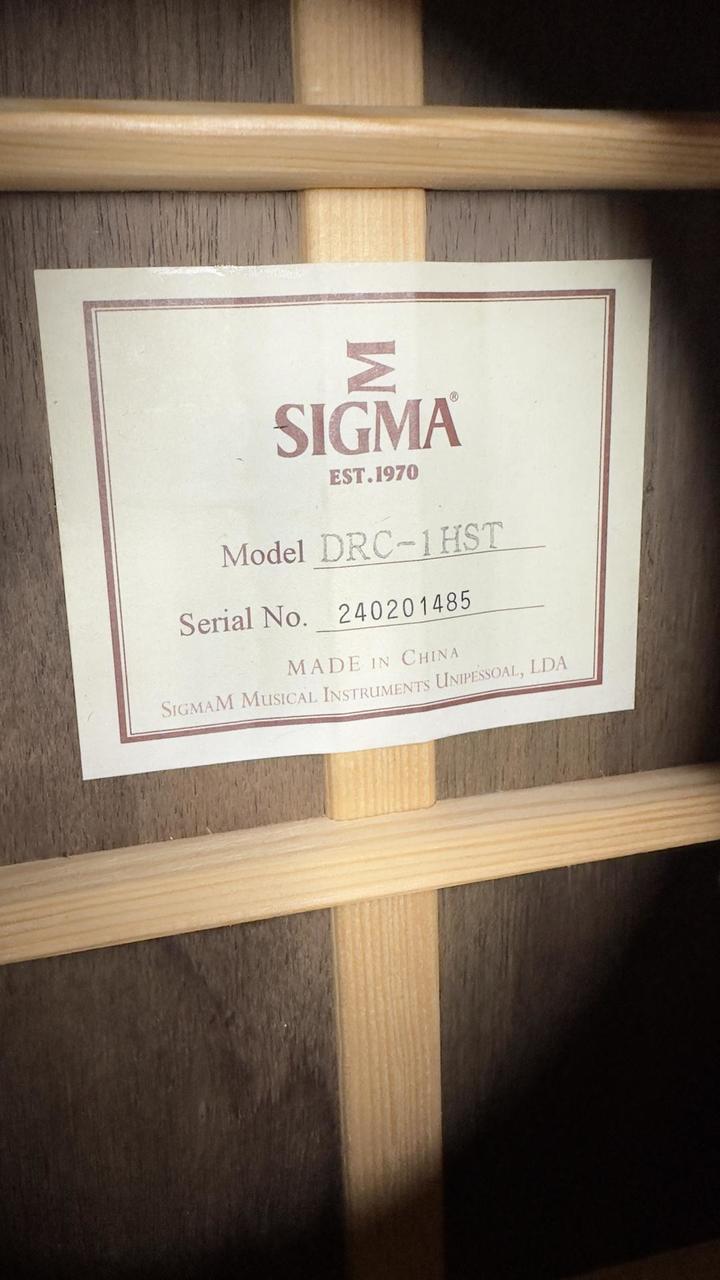 SIGMA®
EST.1970
Model DRC-1HST
Serial No. 240201485
MADE IN CHINA
SIGMAM MUSICAL INSTRUMENTS UNIPESSOAL, LDA